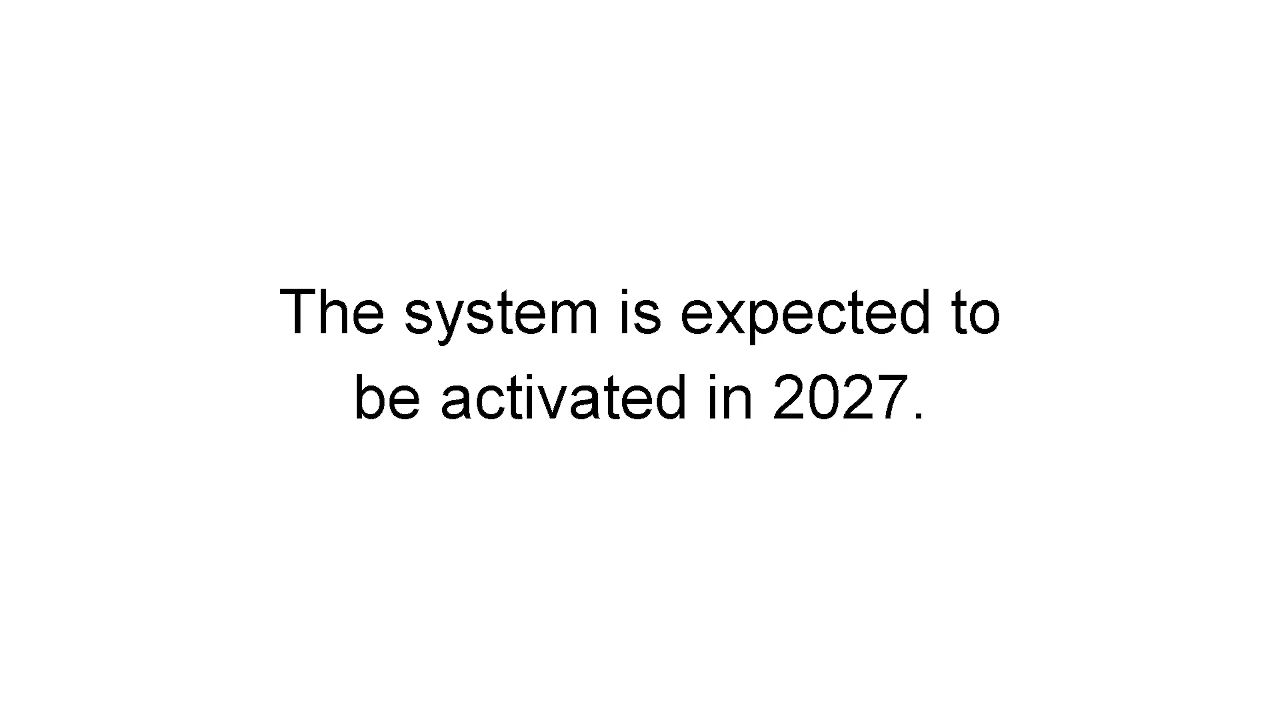 The system is expected to
be activated in 2027.